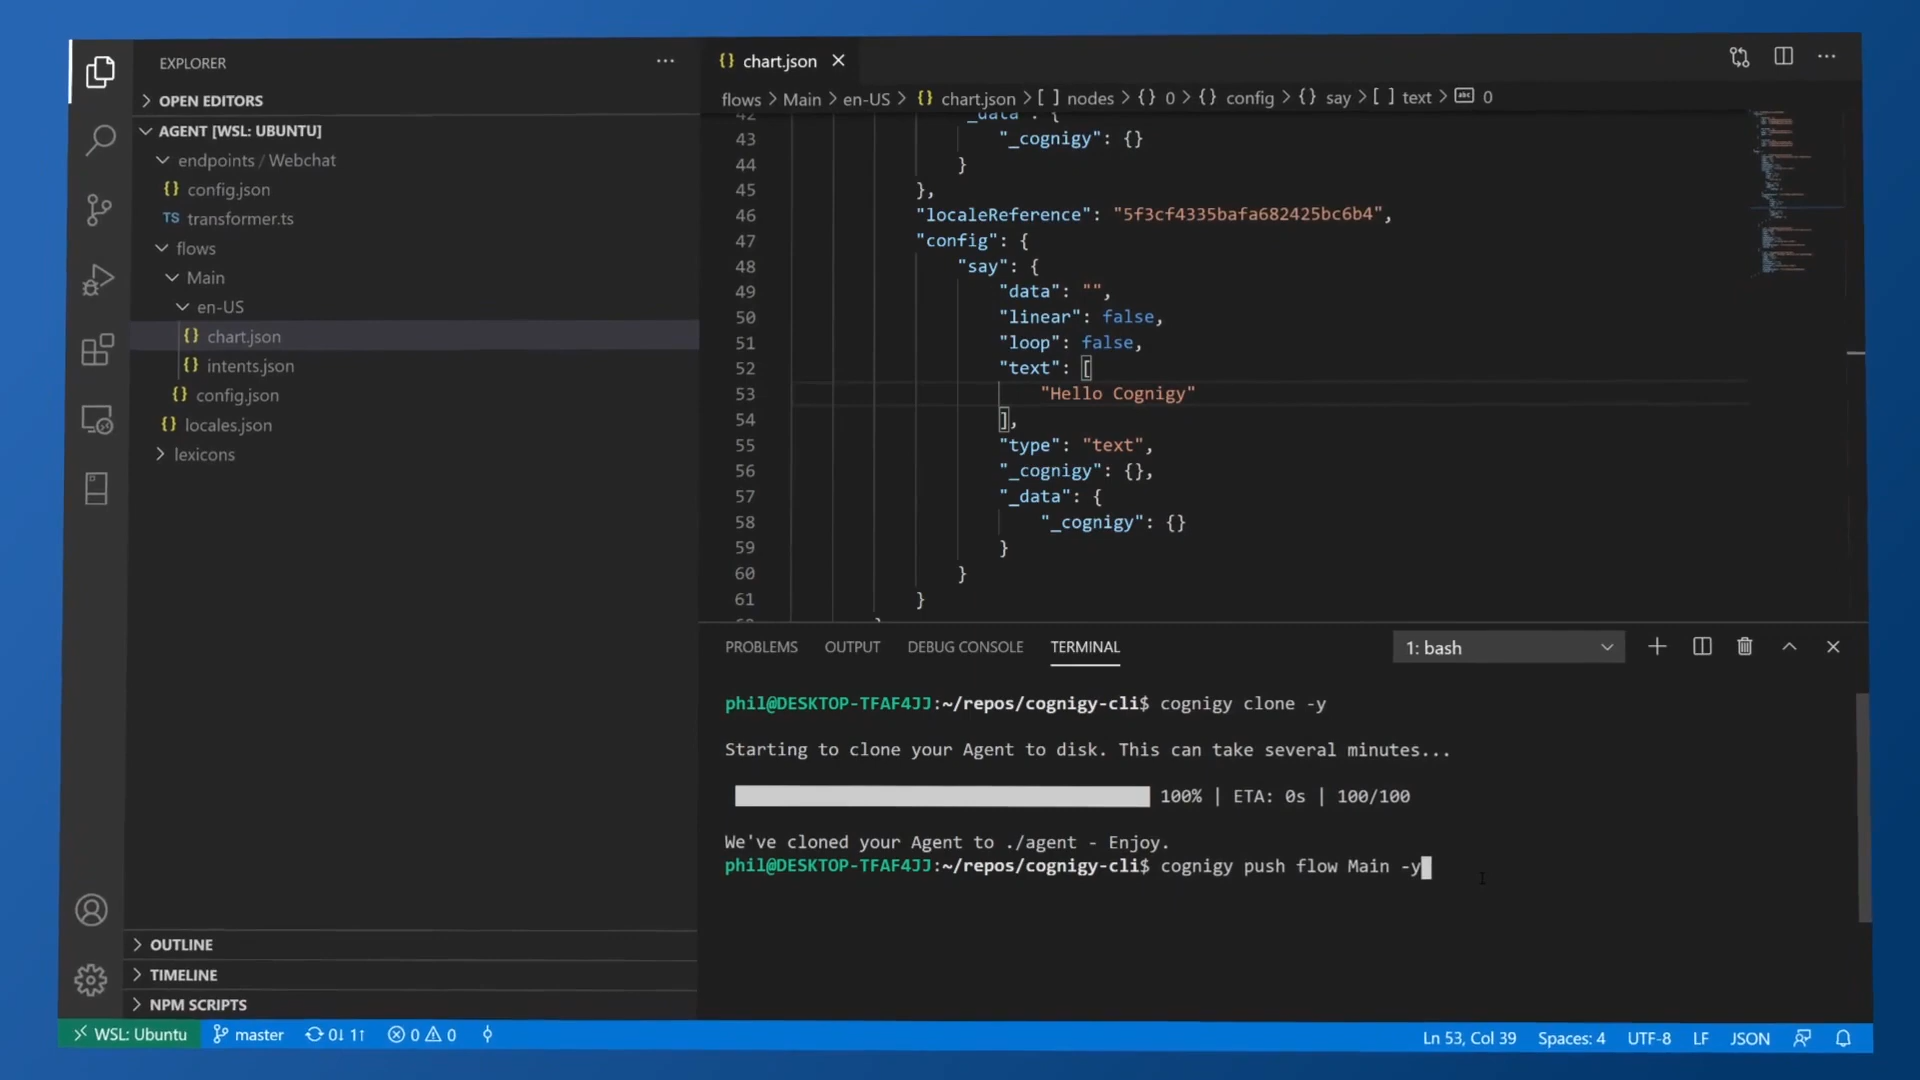 EXPLORER
OPEN EDITORS
AGENT [WSL: UBUNTU]
endpoints / Webchat
{} config.json
TS transformer.ts
flows
Main
en-US
{} chart.json
{} intents.json
{} config.json
{} locales.json
lexicons
OUTLINE
TIMELINE
NPM SCRIPTS
{} chart.json
flows > Main > en-US > {} chart.json > [ ] nodes > {} 0 > {} config > {} say > [ ] text > abc 0
42 "_data": {
43 "_cognigy": {}
44 }
45 },
46 "localeReference": "5f3cf4335bafa682425bc6b4",
47 "config": {
48 "say": {
49 "data": "",
50 "linear": false,
51 "loop": false,
52 "text": [
53 "Hello Cognigy"
54 ],
55 "type": "text",
56 "_cognigy": {},
57 "_data": {
58 "_cognigy": {}
59 }
60 }
61 }
PROBLEMS OUTPUT DEBUG CONSOLE TERMINAL 1: bash
phil@DESKTOP-TFAF4JJ:~/repos/cognigy-cli$ cognigy clone -y
Starting to clone your Agent to disk. This can take several minutes...
100% | ETA: 0s | 100/100
We've cloned your Agent to ./agent - Enjoy.
phil@DESKTOP-TFAF4JJ:~/repos/cognigy-cli$ cognigy push flow Main -y
WSL: Ubuntu master 0↓ 1↑ 0 0 Ln 53, Col 39 Spaces: 4 UTF-8 LF JSON